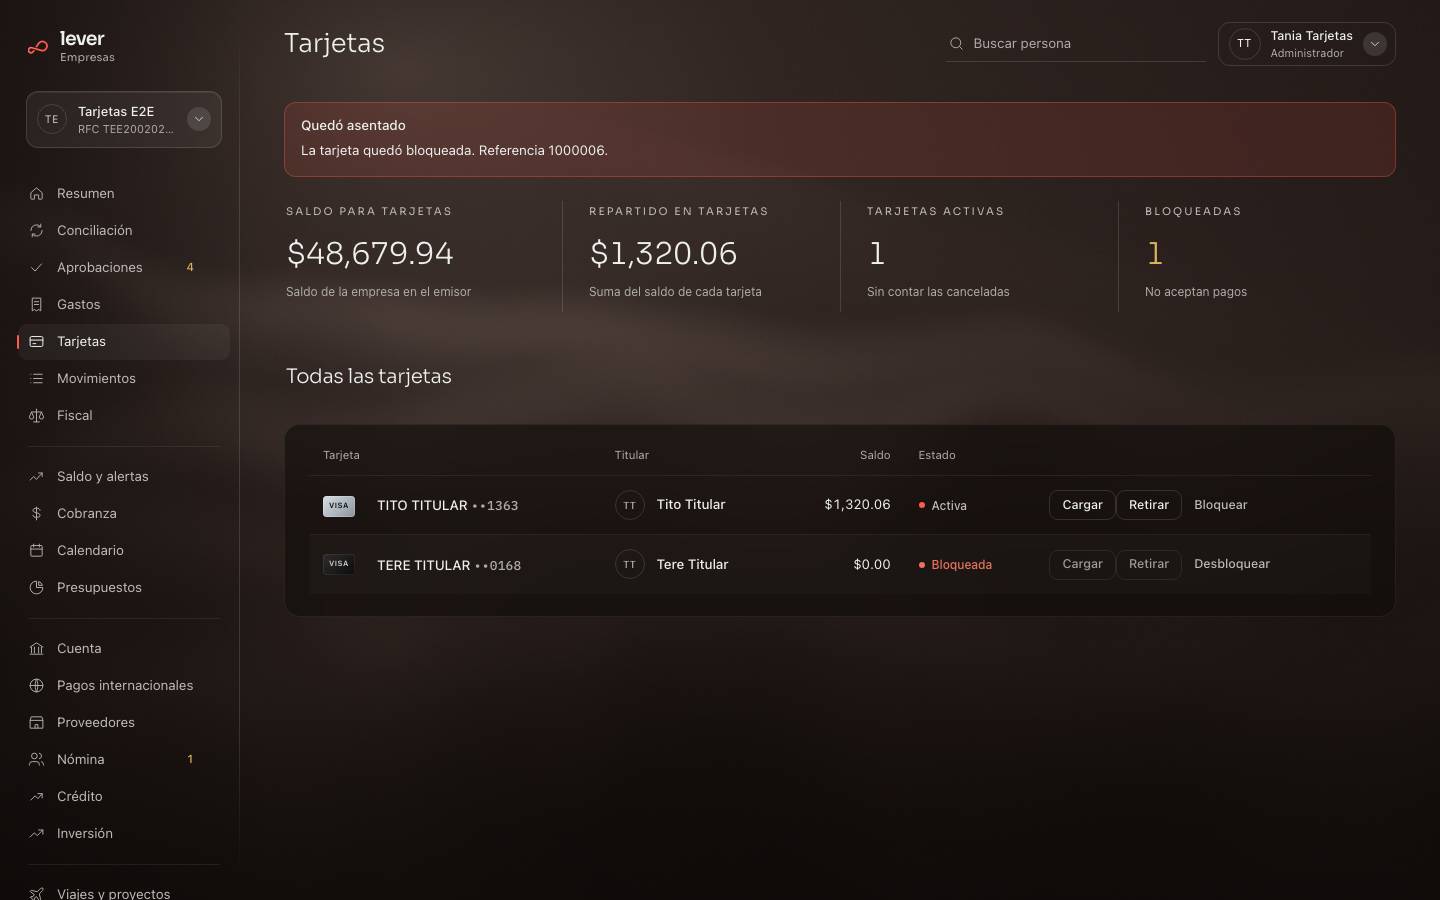 lever
Empresas
Tarjetas
Buscar persona
TT
Tania Tarjetas
Administrador
TE
Tarjetas E2E
RFC TEE200202...
Quedó asentado
La tarjeta quedó bloqueada. Referencia 1000006.
Resumen
Conciliación
Aprobaciones 4
Gastos
Tarjetas
Movimientos
Fiscal
Saldo y alertas
Cobranza
Calendario
Presupuestos
Cuenta
Pagos internacionales
Proveedores
Nómina 1
Crédito
Inversión
Viajes y proyectos
SALDO PARA TARJETAS
$48,679.94
Saldo de la empresa en el emisor
REPARTIDO EN TARJETAS
$1,320.06
Suma del saldo de cada tarjeta
TARJETAS ACTIVAS
1
Sin contar las canceladas
BLOQUEADAS
1
No aceptan pagos
Todas las tarjetas
Tarjeta Titular Saldo Estado
VISA TITO TITULAR ••1363 TT Tito Titular $1,320.06 Activa Cargar Retirar Bloquear
VISA TERE TITULAR ••0168 TT Tere Titular $0.00 Bloqueada Cargar Retirar Desbloquear